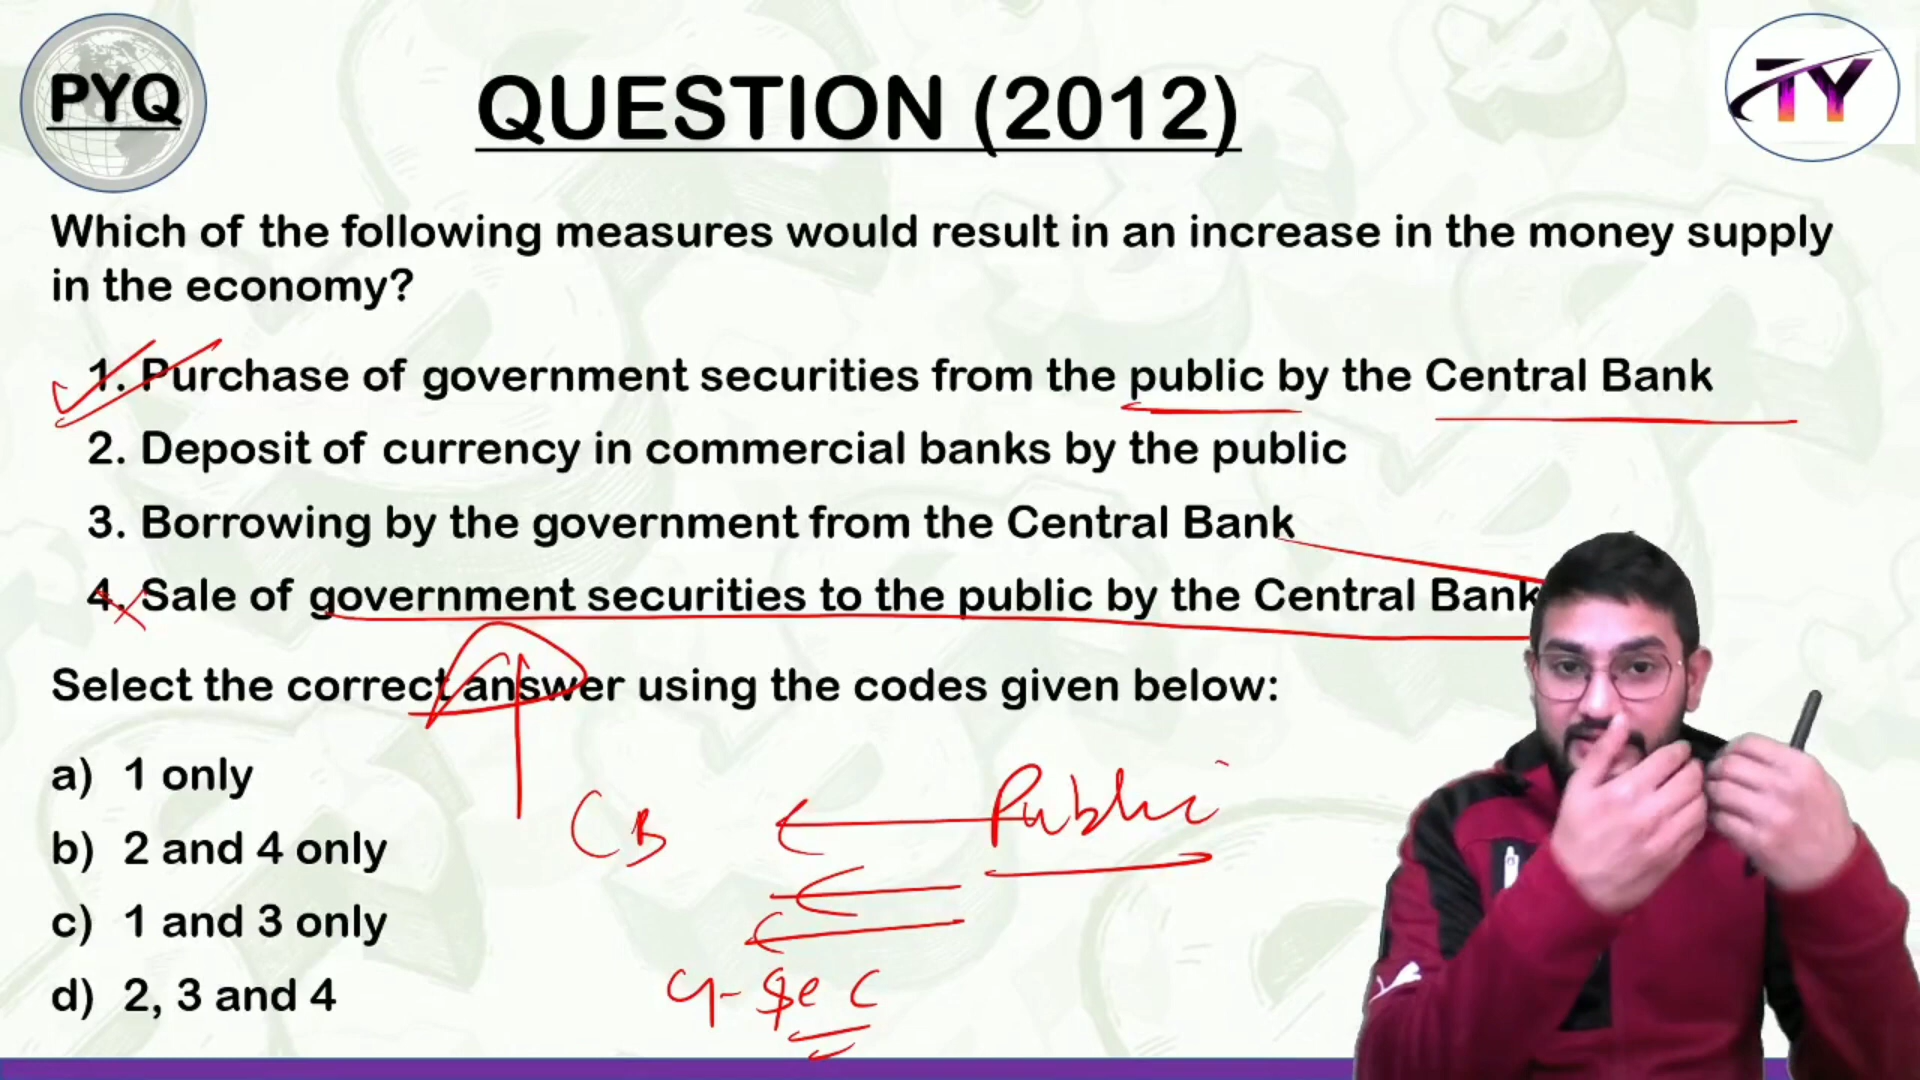 PYQ
QUESTION (2012)
TY
Which of the following measures would result in an increase in the money supply
in the economy?
1. Purchase of government securities from the public by the Central Bank
2. Deposit of currency in commercial banks by the public
3. Borrowing by the government from the Central Bank
4. Sale of government securities to the public by the Central Bank
Select the correct answer using the codes given below:
a) 1 only
b) 2 and 4 only
c) 1 and 3 only
d) 2, 3 and 4
CB Public
G-Sec